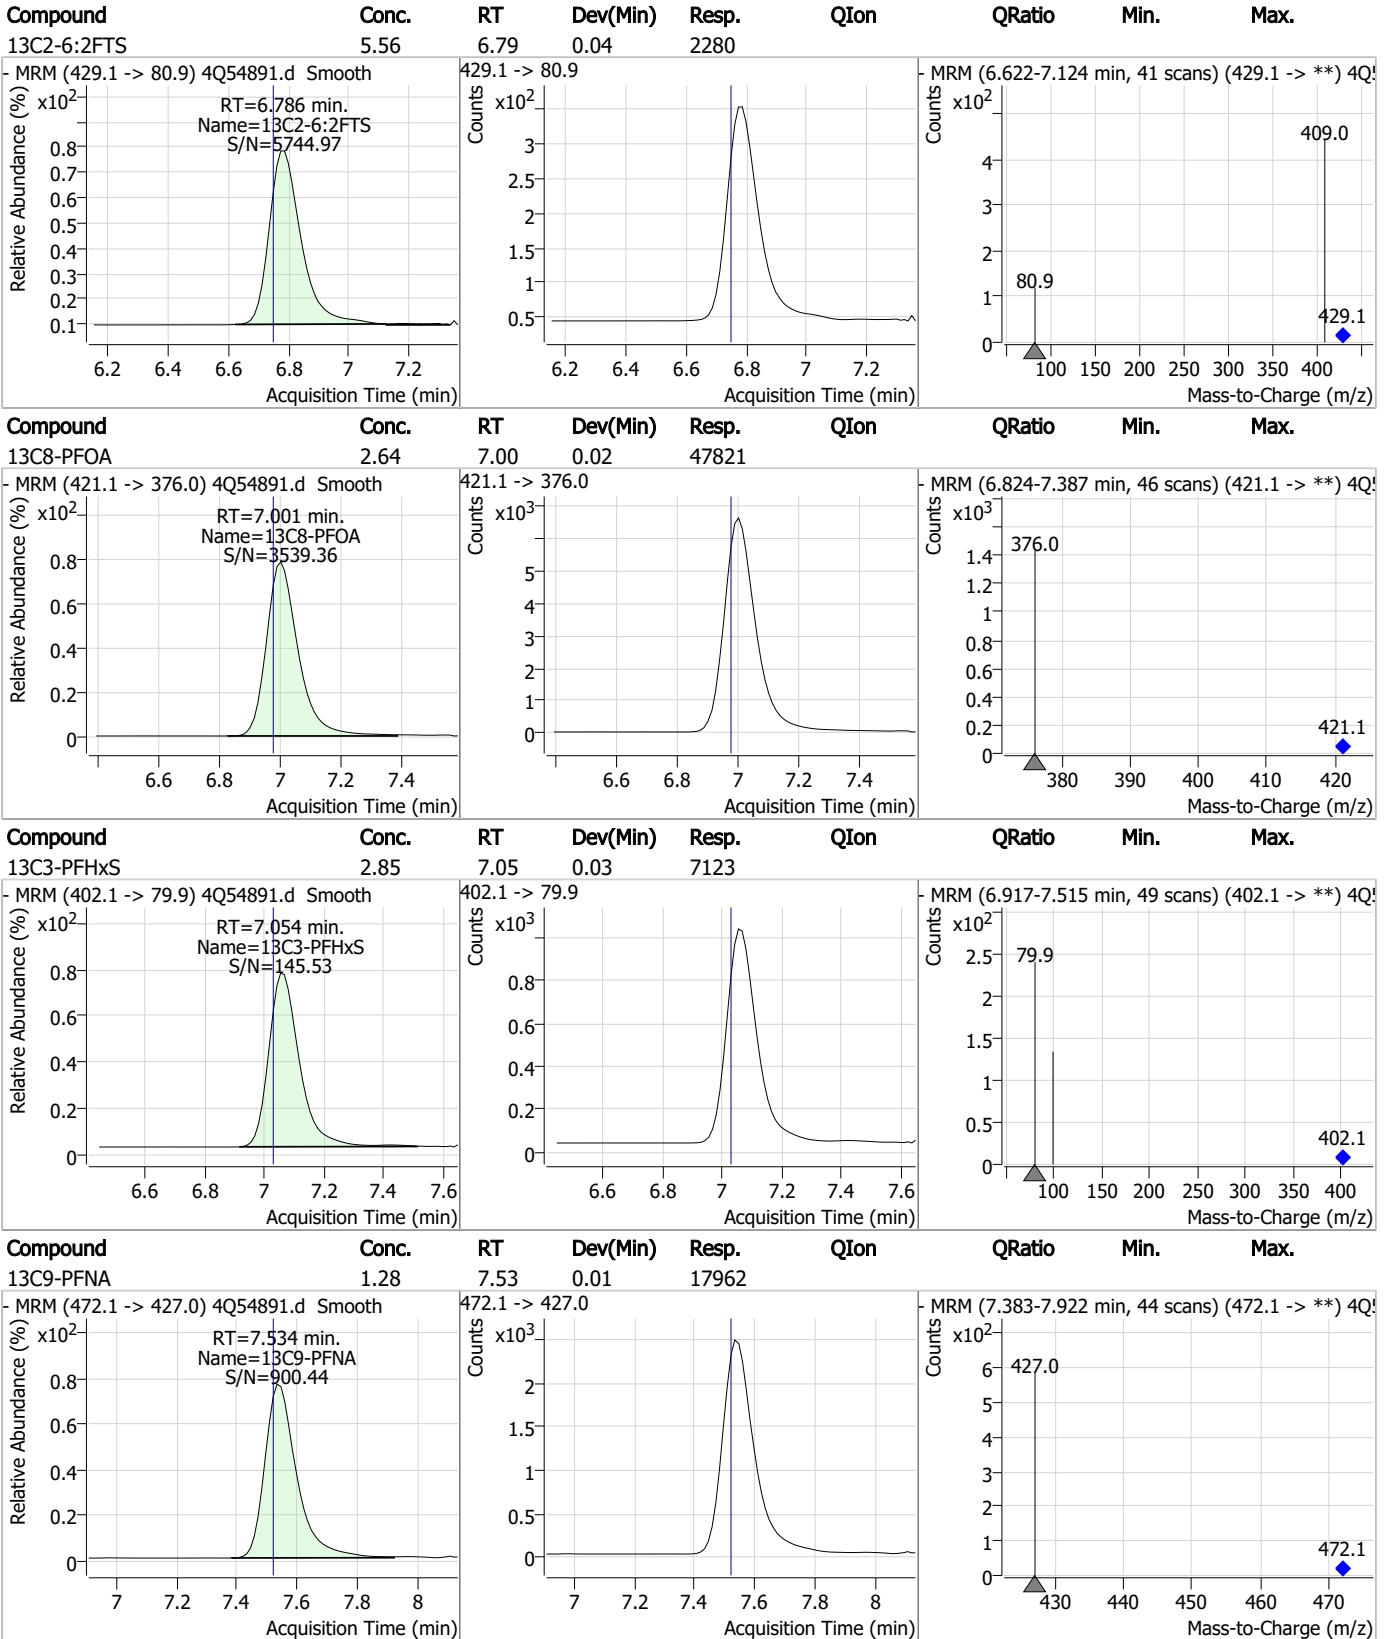 Compound Conc. RT Dev(Min) Resp. QIon QRatio Min. Max.
13C2-6:2FTS 5.56 6.79 0.04 2280
- MRM (429.1 -> 80.9) 4Q54891.d Smooth
Relative Abundance (%)
x10²
RT=6.786 min.
Name=13C2-6:2FTS
S/N=5744.97
0.8
0.7
0.6
0.5
0.4
0.3
0.2
0.1
6.2 6.4 6.6 6.8 7 7.2
Acquisition Time (min)
429.1 -> 80.9
Counts
x10²
3
2.5
2
1.5
1
0.5
6.2 6.4 6.6 6.8 7 7.2
Acquisition Time (min)
- MRM (6.622-7.124 min, 41 scans) (429.1 -> **) 4Q5
Counts
x10²
4
3
2
1
0
80.9
409.0
429.1
100 150 200 250 300 350 400
Mass-to-Charge (m/z)
Compound Conc. RT Dev(Min) Resp. QIon QRatio Min. Max.
13C8-PFOA 2.64 7.00 0.02 47821
- MRM (421.1 -> 376.0) 4Q54891.d Smooth
Relative Abundance (%)
x10²
RT=7.001 min.
Name=13C8-PFOA
S/N=3539.36
0.8
0.6
0.4
0.2
0
6.6 6.8 7 7.2 7.4
Acquisition Time (min)
421.1 -> 376.0
Counts
x10³
5
4
3
2
1
0
6.6 6.8 7 7.2 7.4
Acquisition Time (min)
- MRM (6.824-7.387 min, 46 scans) (421.1 -> **) 4Q5
Counts
x10³
1.4
1.2
1
0.8
0.6
0.4
0.2
0
376.0
421.1
380 390 400 410 420
Mass-to-Charge (m/z)
Compound Conc. RT Dev(Min) Resp. QIon QRatio Min. Max.
13C3-PFHxS 2.85 7.05 0.03 7123
- MRM (402.1 -> 79.9) 4Q54891.d Smooth
Relative Abundance (%)
x10²
RT=7.054 min.
Name=13C3-PFHxS
S/N=145.53
0.8
0.6
0.4
0.2
0
6.6 6.8 7 7.2 7.4 7.6
Acquisition Time (min)
402.1 -> 79.9
Counts
x10³
0.8
0.6
0.4
0.2
0
6.6 6.8 7 7.2 7.4 7.6
Acquisition Time (min)
- MRM (6.917-7.515 min, 49 scans) (402.1 -> **) 4Q5
Counts
x10²
2.5
2
1.5
1
0.5
0
79.9
402.1
100 150 200 250 300 350 400
Mass-to-Charge (m/z)
Compound Conc. RT Dev(Min) Resp. QIon QRatio Min. Max.
13C9-PFNA 1.28 7.53 0.01 17962
- MRM (472.1 -> 427.0) 4Q54891.d Smooth
Relative Abundance (%)
x10²
RT=7.534 min.
Name=13C9-PFNA
S/N=900.44
0.8
0.6
0.4
0.2
0
7 7.2 7.4 7.6 7.8 8
Acquisition Time (min)
472.1 -> 427.0
Counts
x10³
2
1.5
1
0.5
0
7 7.2 7.4 7.6 7.8 8
Acquisition Time (min)
- MRM (7.383-7.922 min, 44 scans) (472.1 -> **) 4Q5
Counts
x10²
6
5
4
3
2
1
0
427.0
472.1
430 440 450 460 470
Mass-to-Charge (m/z)